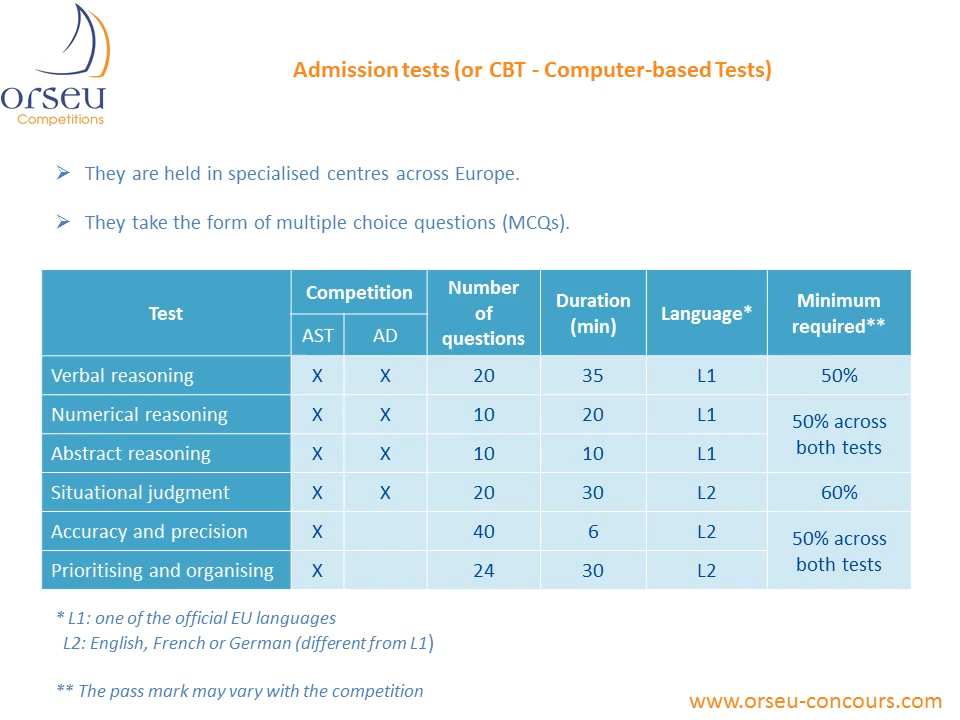 orseu
Competitions
Admission tests (or CBT - Computer-based Tests)
They are held in specialised centres across Europe.
They take the form of multiple choice questions (MCQs).
Test Competition Number of questions Duration (min) Language* Minimum required**
AST AD
Verbal reasoning X X 20 35 L1 50%
Numerical reasoning X X 10 20 L1 50% across both tests
Abstract reasoning X X 10 10 L1
Situational judgment X X 20 30 L2 60%
Accuracy and precision X 40 6 L2 50% across both tests
Prioritising and organising X 24 30 L2
* L1: one of the official EU languages
L2: English, French or German (different from L1)
** The pass mark may vary with the competition
www.orseu-concours.com